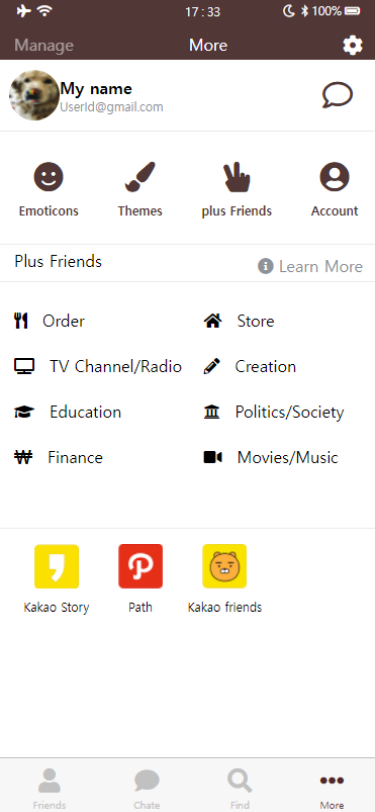 17 : 33
100%
Manage More
My name
UserId@gmail.com
Emoticons Themes plus Friends Account
Plus Friends
Learn More
Order Store
TV Channel/Radio Creation
Education Politics/Society
Finance Movies/Music
Kakao Story Path Kakao friends
Friends Chate Find More